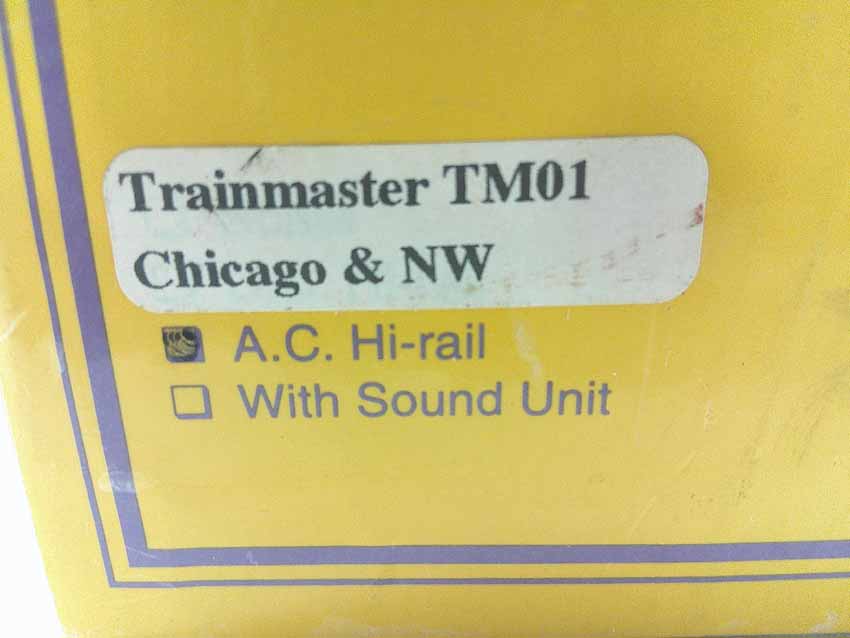 Trainmaster TM01
Chicago & NW
A.C. Hi-rail
With Sound Unit